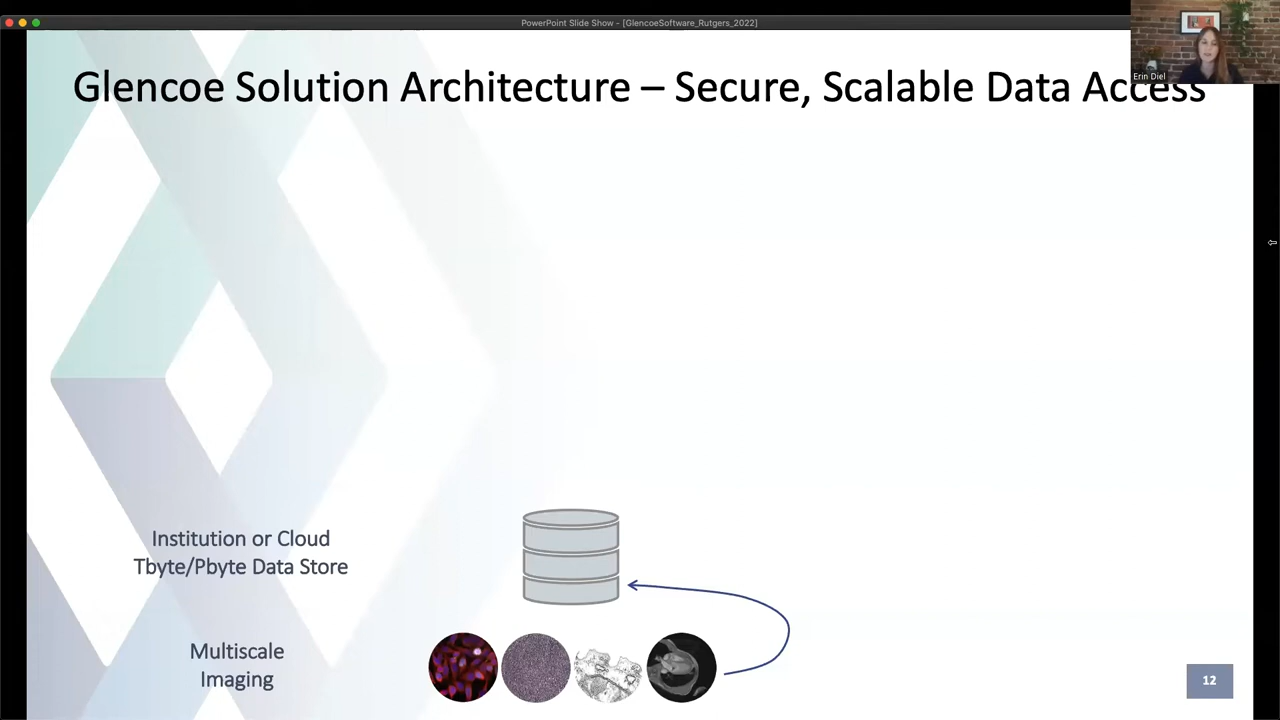 PowerPoint Slide Show - [GlencoeSoftware_Rutgers_2022]
Erin Diel
Glencoe Solution Architecture – Secure, Scalable Data Access
Institution or Cloud
Tbyte/Pbyte Data Store
Multiscale
Imaging
12